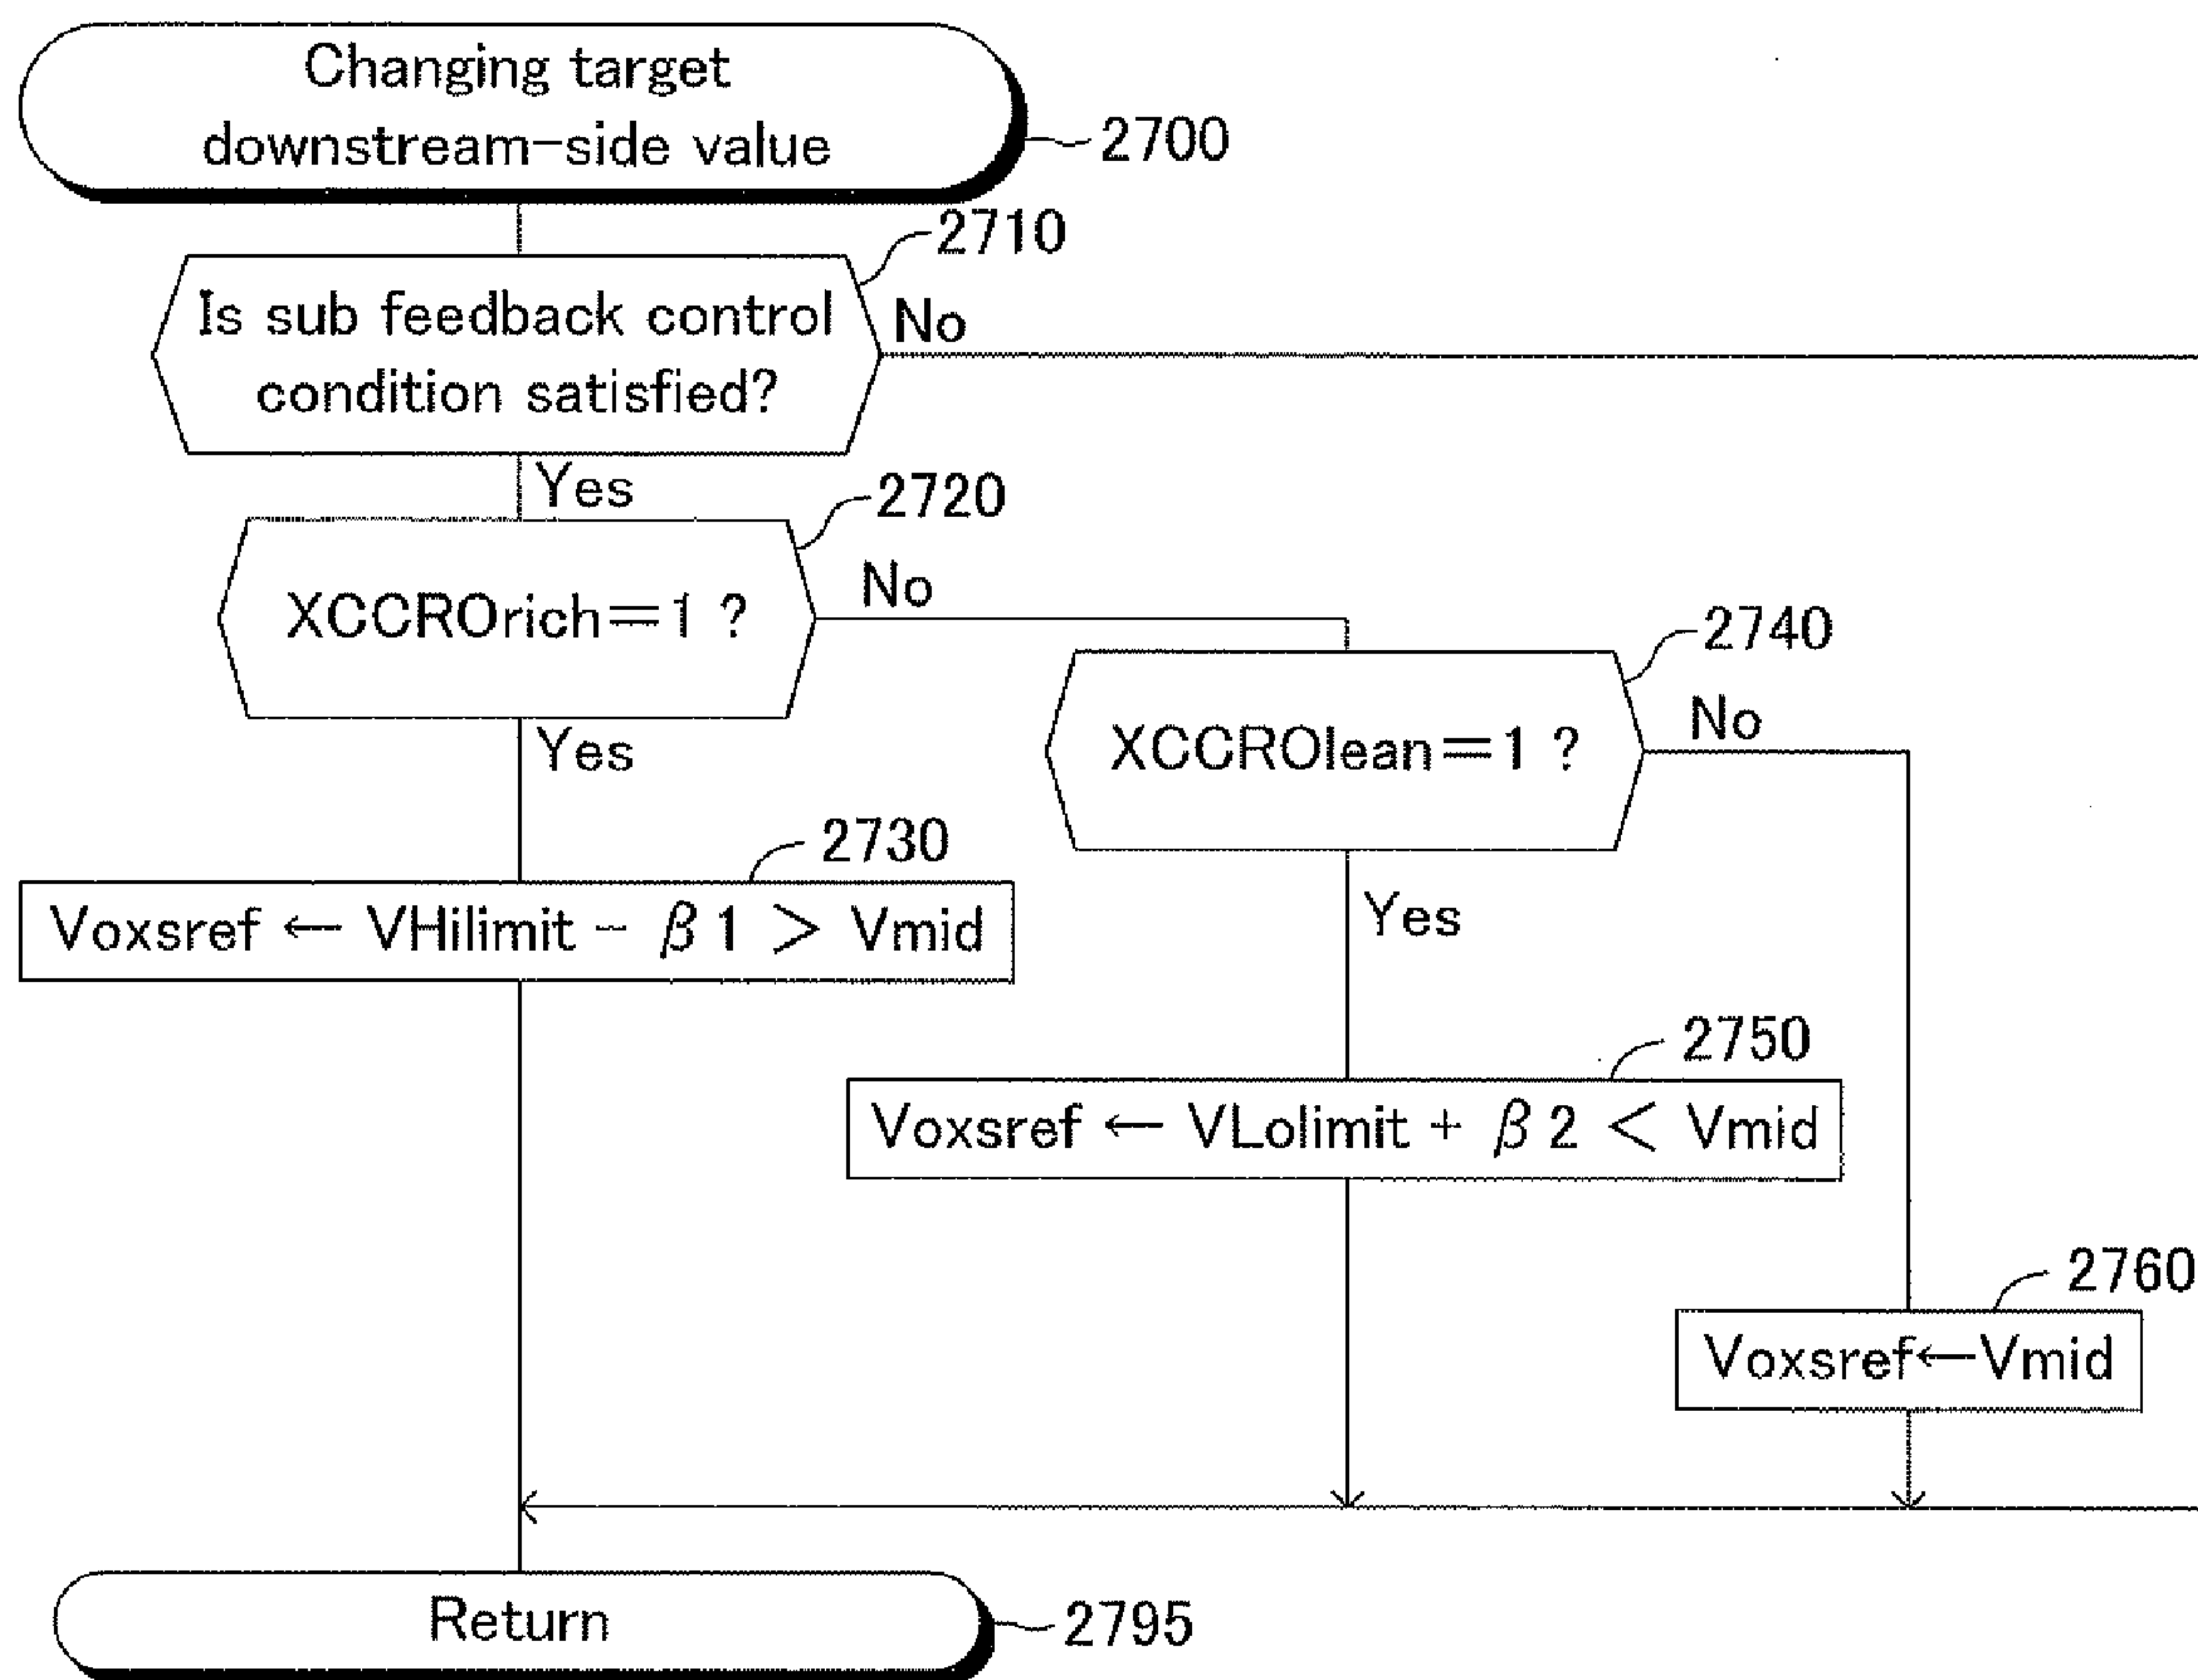 Changing target
downstream-side value
2700
2710
Is sub feedback control
condition satisfied?
No
Yes
2720
XCCROrich=1 ?
No
2740
XCCROlean=1 ?
No
Yes
2730
Voxsref ← VHilimit - β1 > Vmid
Yes
2750
Voxsref ← VLolimit + β2 < Vmid
2760
Voxsref←Vmid
Return
2795